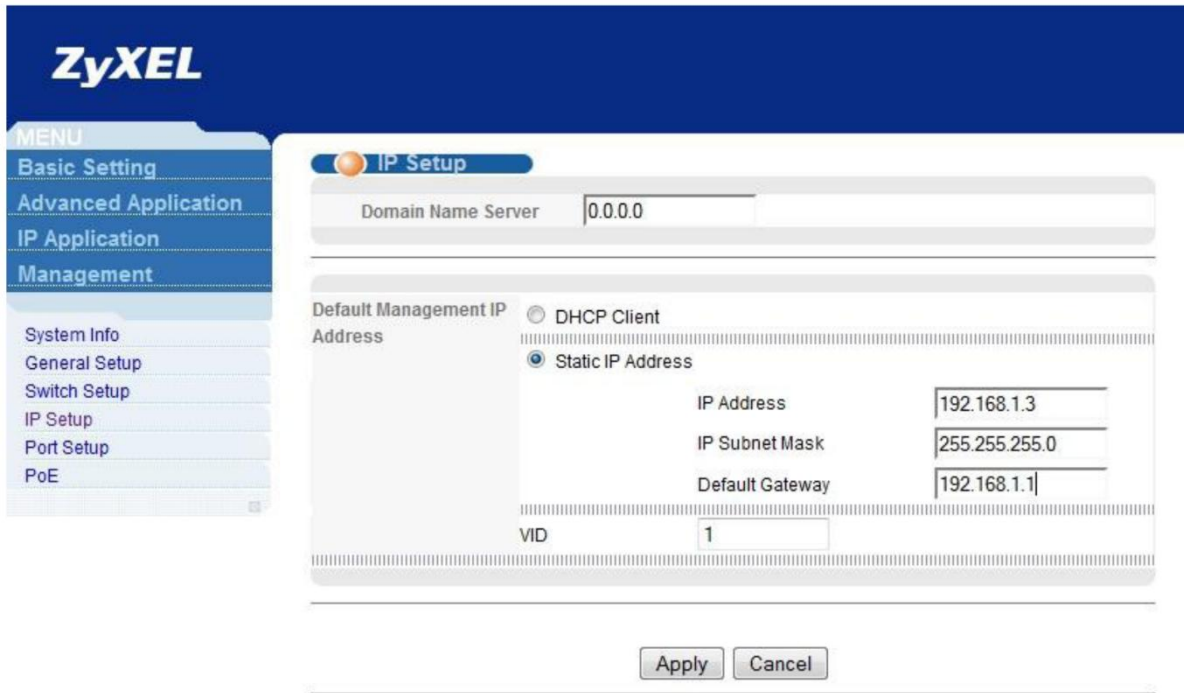 ZyXEL
MENU
Basic Setting
Advanced Application
IP Application
Management
System Info
General Setup
Switch Setup
IP Setup
Port Setup
PoE
IP Setup
Domain Name Server 0.0.0.0
Default Management IP Address
DHCP Client
Static IP Address
IP Address 192.168.1.3
IP Subnet Mask 255.255.255.0
Default Gateway 192.168.1.1
VID 1
Apply Cancel